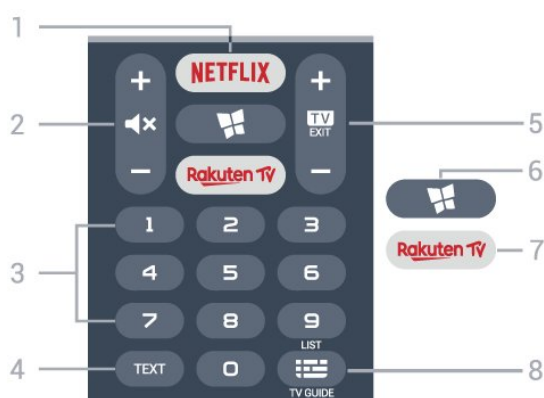 1
+ NETFLIX +
2 TV 5
EXIT
6
− Rakuten TV −
1 2 3 Rakuten TV 7
3 4 5 6
7 8 9
LIST
4 TEXT 0 8
TV GUIDE